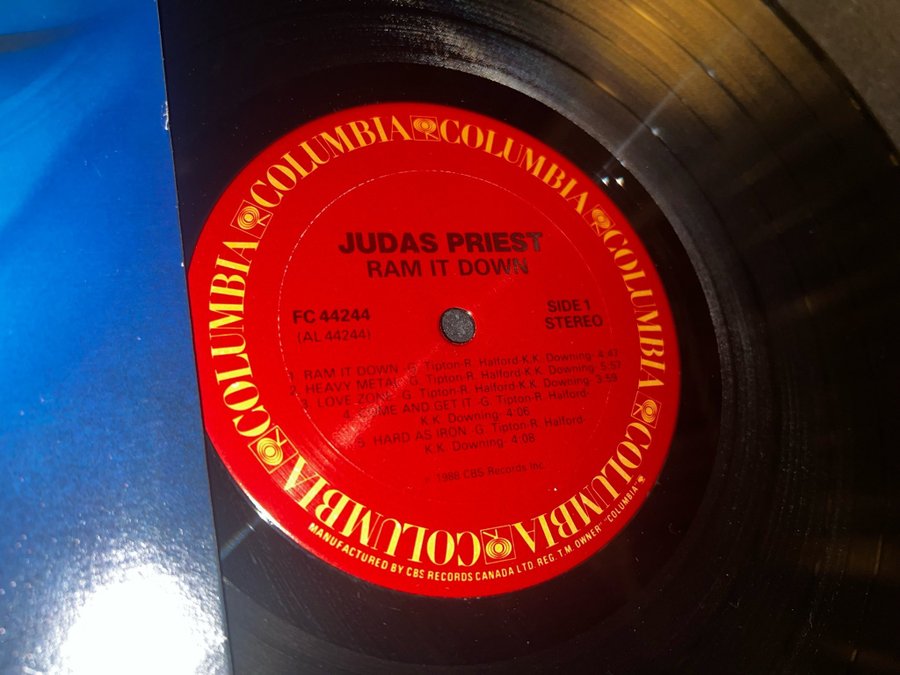 COLUMBIA COLUMBIA COLUMBIA COLUMBIA COLUMBIA COLUMBIA
JUDAS PRIEST
RAM IT DOWN
FC 44244
(AL 44244)
SIDE 1
STEREO
1. RAM IT DOWN -G. Tipton-R. Halford-K.K. Downing- 4:47
2. HEAVY METAL -G. Tipton-R. Halford-K.K. Downing- 5:53
3. LOVE ZONE -G. Tipton-R. Halford-K.K. Downing- 3:59
4. COME AND GET IT -G. Tipton-R. Halford-
K.K. Downing- 4:06
5. HARD AS IRON -G. Tipton-R. Halford-
K.K. Downing- 4:08
1988 CBS Records Inc.
MANUFACTURED BY CBS RECORDS CANADA LTD. REG. T.M. OWNER "COLUMBIA"